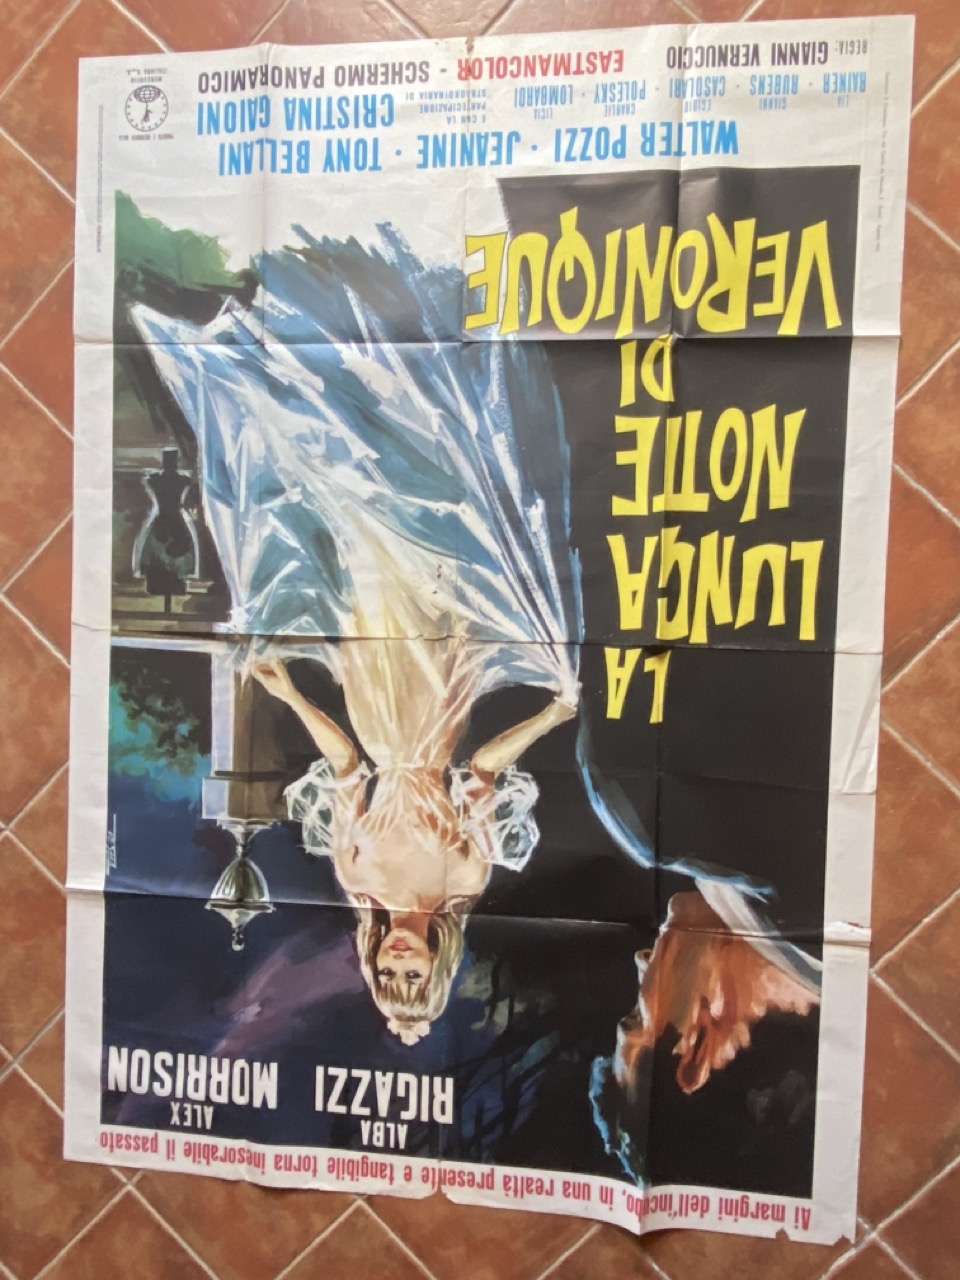 Ai margini dell'incubo, in una realtà presente e tangibile torna inesorabile il passato
ALBA RIGAZZI
ALEX MORRISON
LA
LUNGA
NOTTE
DI
VERONIQUE
WALTER POZZI · JEANINE · TONY BELLANI
LIA RAINER · GIANNI RUBENS · EGIDIO CASOLARI · CHARLIE POLESKY · LICIA LOMBARDI
E CON LA PARTECIPAZIONE STRAORDINARIA DI CRISTINA GAIONI
REGIA: GIANNI VERNUCCIO
EASTMANCOLOR - SCHERMO PANORAMICO
ITALIANA S.p.A.